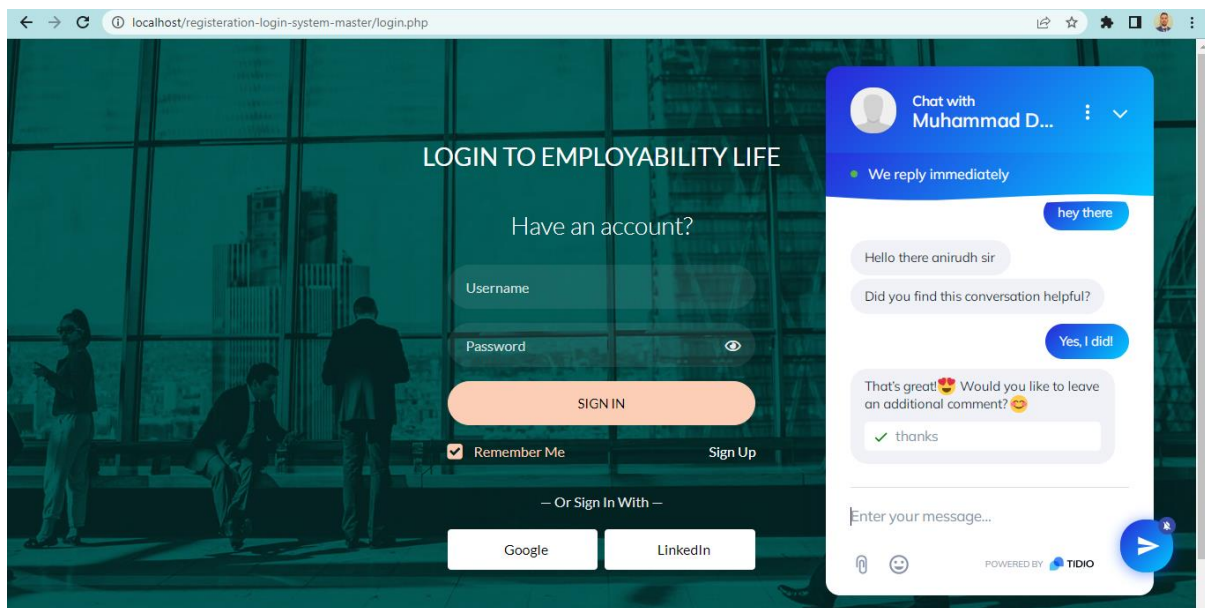 localhost/registeration-login-system-master/login.php
LOGIN TO EMPLOYABILITY LIFE
Have an account?
Username
Password
SIGN IN
Remember Me
Sign Up
— Or Sign In With —
Google
LinkedIn
Chat with
Muhammad D...
We reply immediately
hey there
Hello there anirudh sir
Did you find this conversation helpful?
Yes, I did!
That's great!😍 Would you like to leave
an additional comment?😊
thanks
Enter your message...
POWERED BY TIDIO